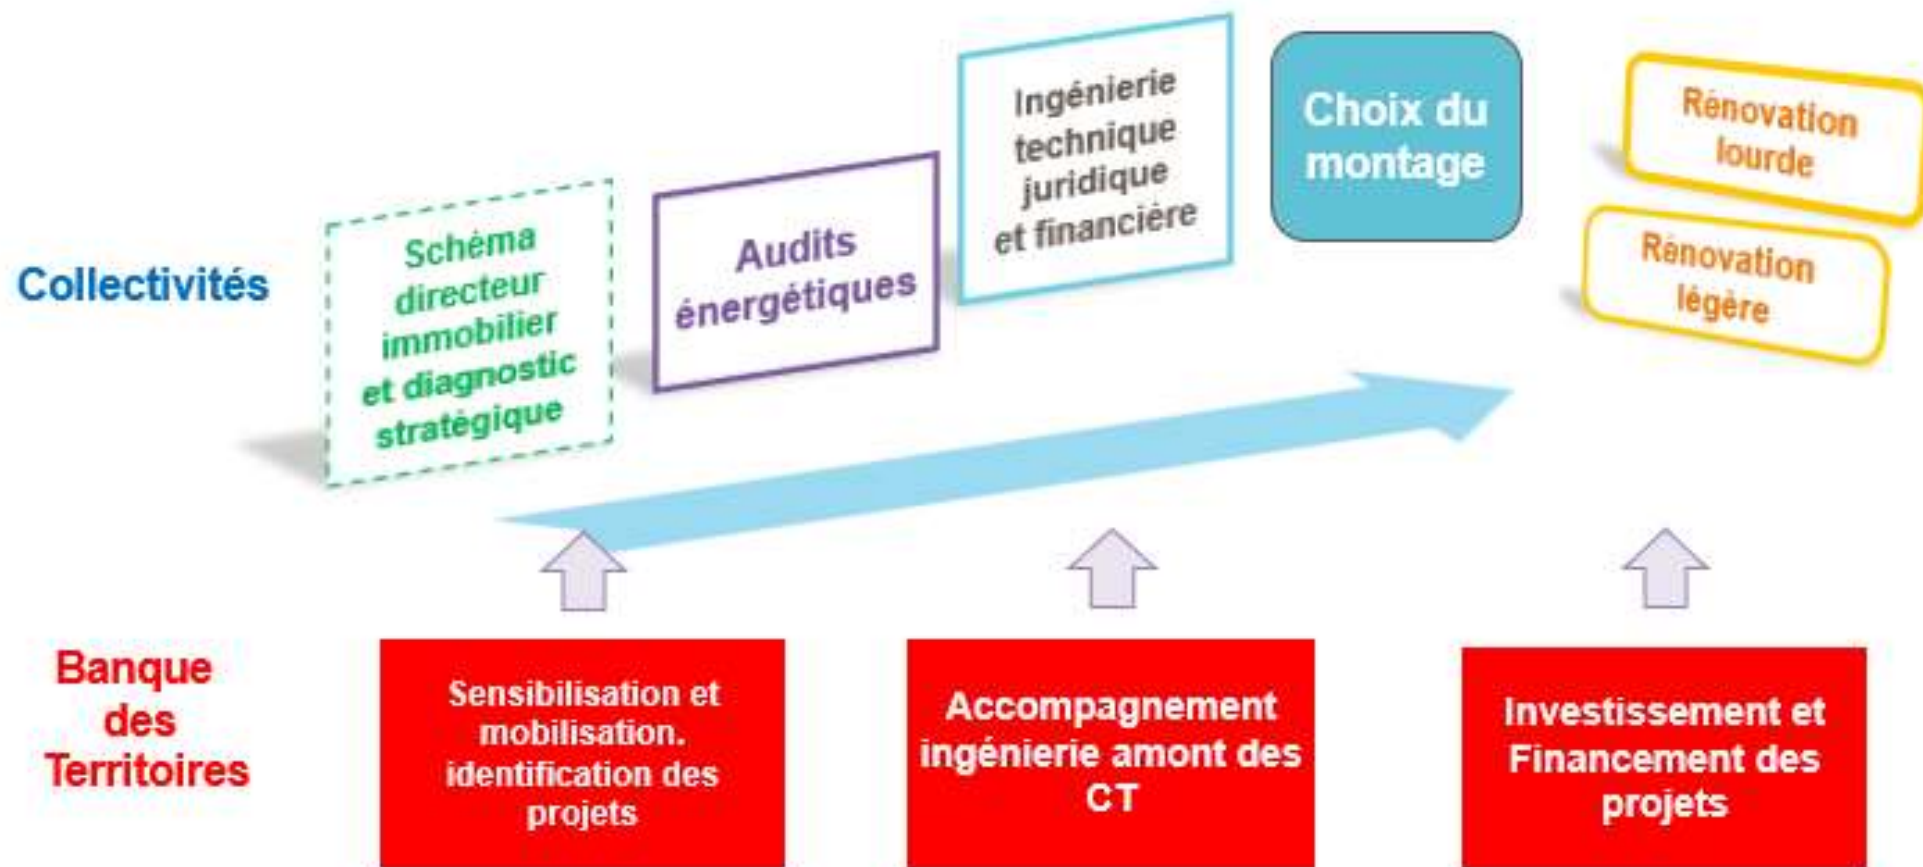 Collectivités
Schéma
directeur
immobilier
et diagnostic
stratégique
Audits
énergétiques
Ingénierie
technique
juridique
et financière
Choix du
montage
Rénovation
lourde
Rénovation
légère
Banque
des
Territoires
Sensibilisation et
mobilisation.
identification des
projets
Accompagnement
ingénierie amont des
CT
Investissement et
Financement des
projets